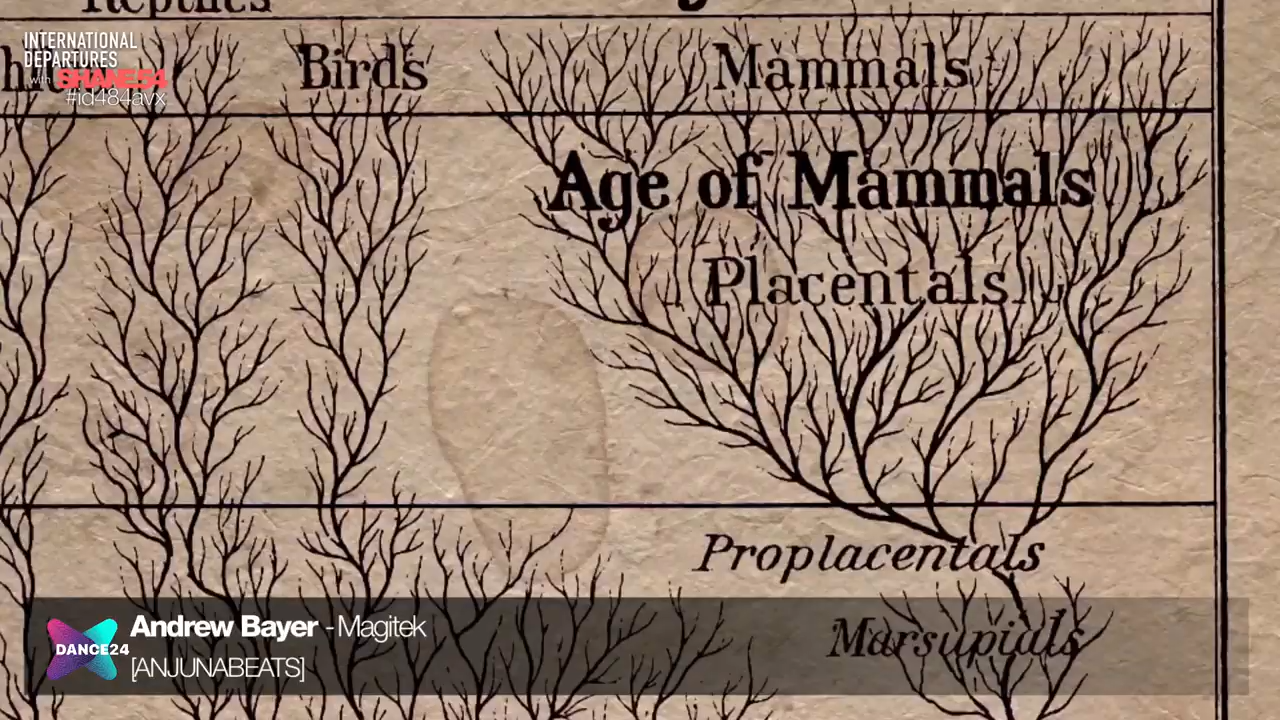 Reptiles
INTERNATIONAL
DEPARTURES
with SHANE 54
#id484avx
Birds
Mammals
Age of Mammals
Placentals
Proplacentals
Marsupials
Andrew Bayer - Magitek
[ANJUNABEATS]
DANCE24